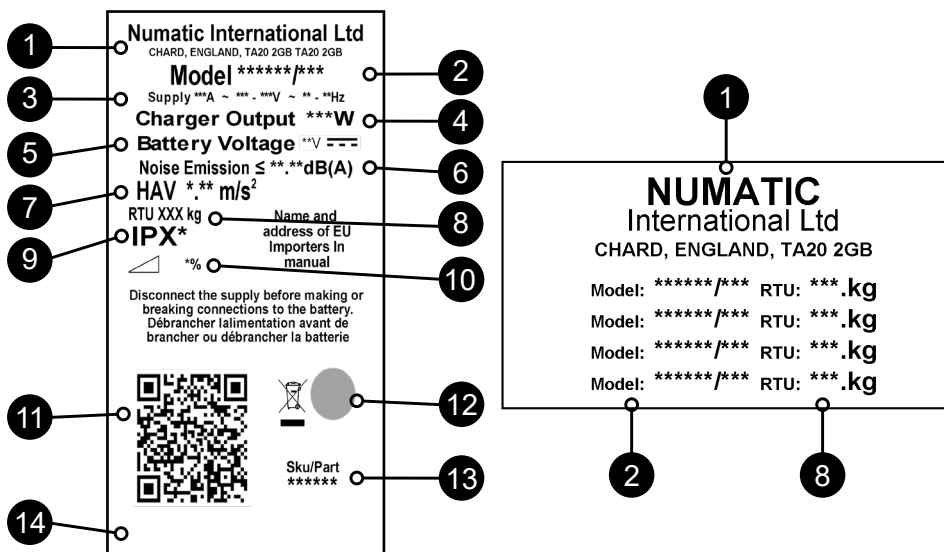 1
Numatic International Ltd
CHARD, ENGLAND, TA20 2GB TA20 2GB
Model ******/***
2
3
Supply ***A ~ *** - ***V ~ ** - **Hz
Charger Output ***W
4
5
Battery Voltage **V
Noise Emission ≤ **.**dB(A)
6
7
HAV *.** m/s²
RTU XXX kg
8
9
IPX*
Name and
address of EU
Importers In
manual
*%
10
Disconnect the supply before making or
breaking connections to the battery.
Débrancher lalimentation avant de
brancher ou débrancher la batterie
11
12
Sku/Part
******
13
14
1
NUMATIC
International Ltd
CHARD, ENGLAND, TA20 2GB
Model: ******/*** RTU: ***.kg
Model: ******/*** RTU: ***.kg
Model: ******/*** RTU: ***.kg
Model: ******/*** RTU: ***.kg
2
8